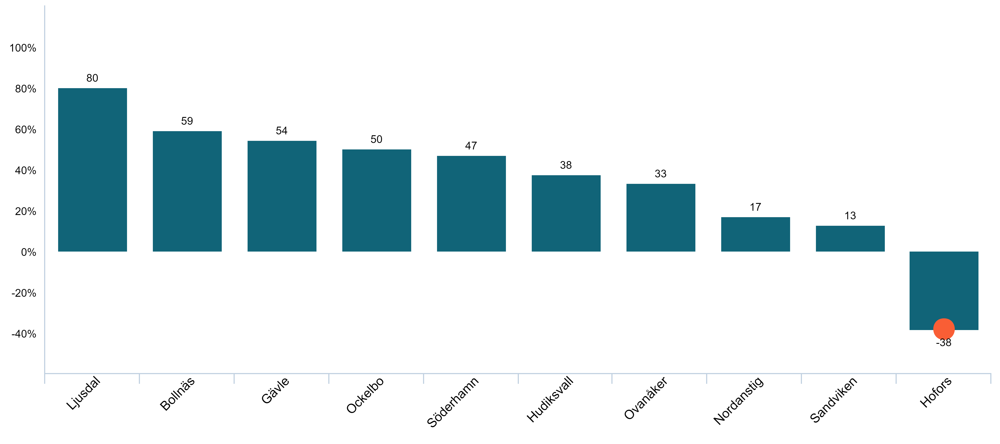 100%
80%
60%
40%
20%
0%
-20%
-40%
80
59
54
50
47
38
33
17
13
-38
Ljusdal
Bollnäs
Gävle
Ockelbo
Söderhamn
Hudiksvall
Ovanåker
Nordanstig
Sandviken
Hofors